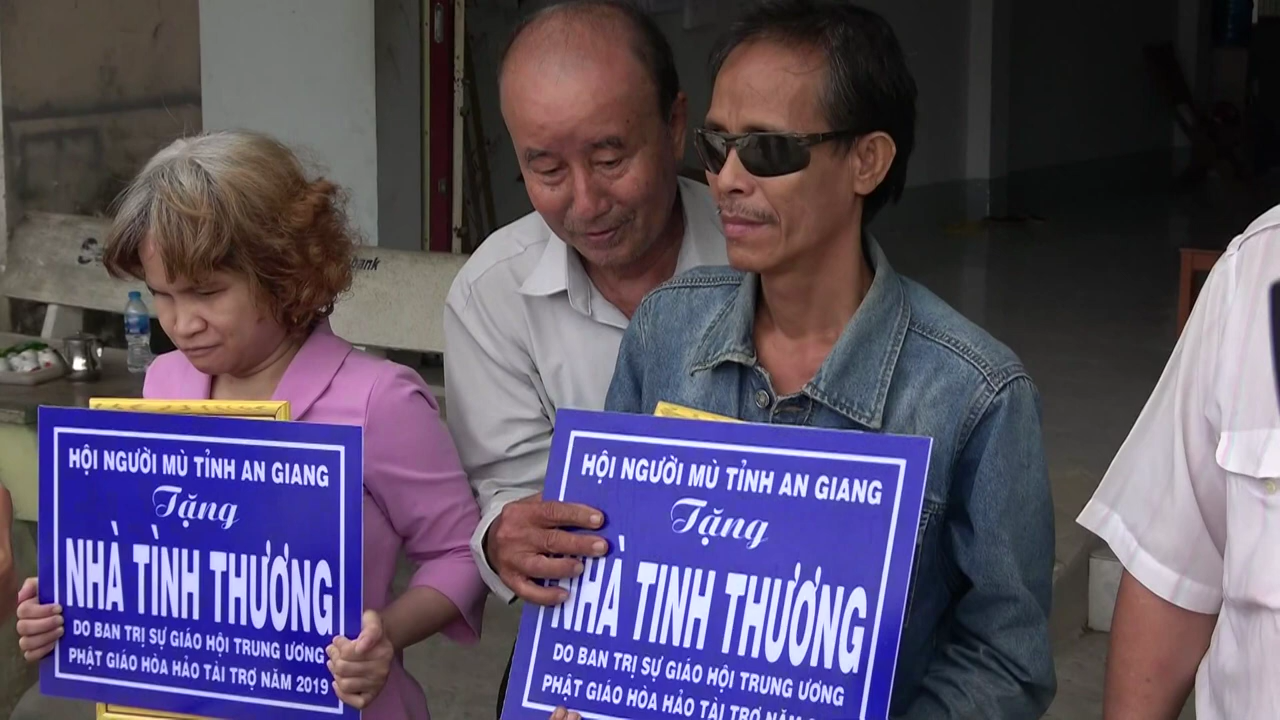 HỘI NGƯỜI MÙ TỈNH AN GIANG
Tặng
NHÀ TÌNH THƯƠNG
DO BAN TRỊ SỰ GIÁO HỘI TRUNG ƯƠNG
PHẬT GIÁO HÒA HẢO TÀI TRỢ NĂM 2019
HỘI NGƯỜI MÙ TỈNH AN GIANG
Tặng
NHÀ TINH THƯƠNG
DO BAN TRỊ SỰ GIÁO HỘI TRUNG ƯƠNG
PHẬT GIÁO HÒA HẢO TÀI TRỢ NĂM